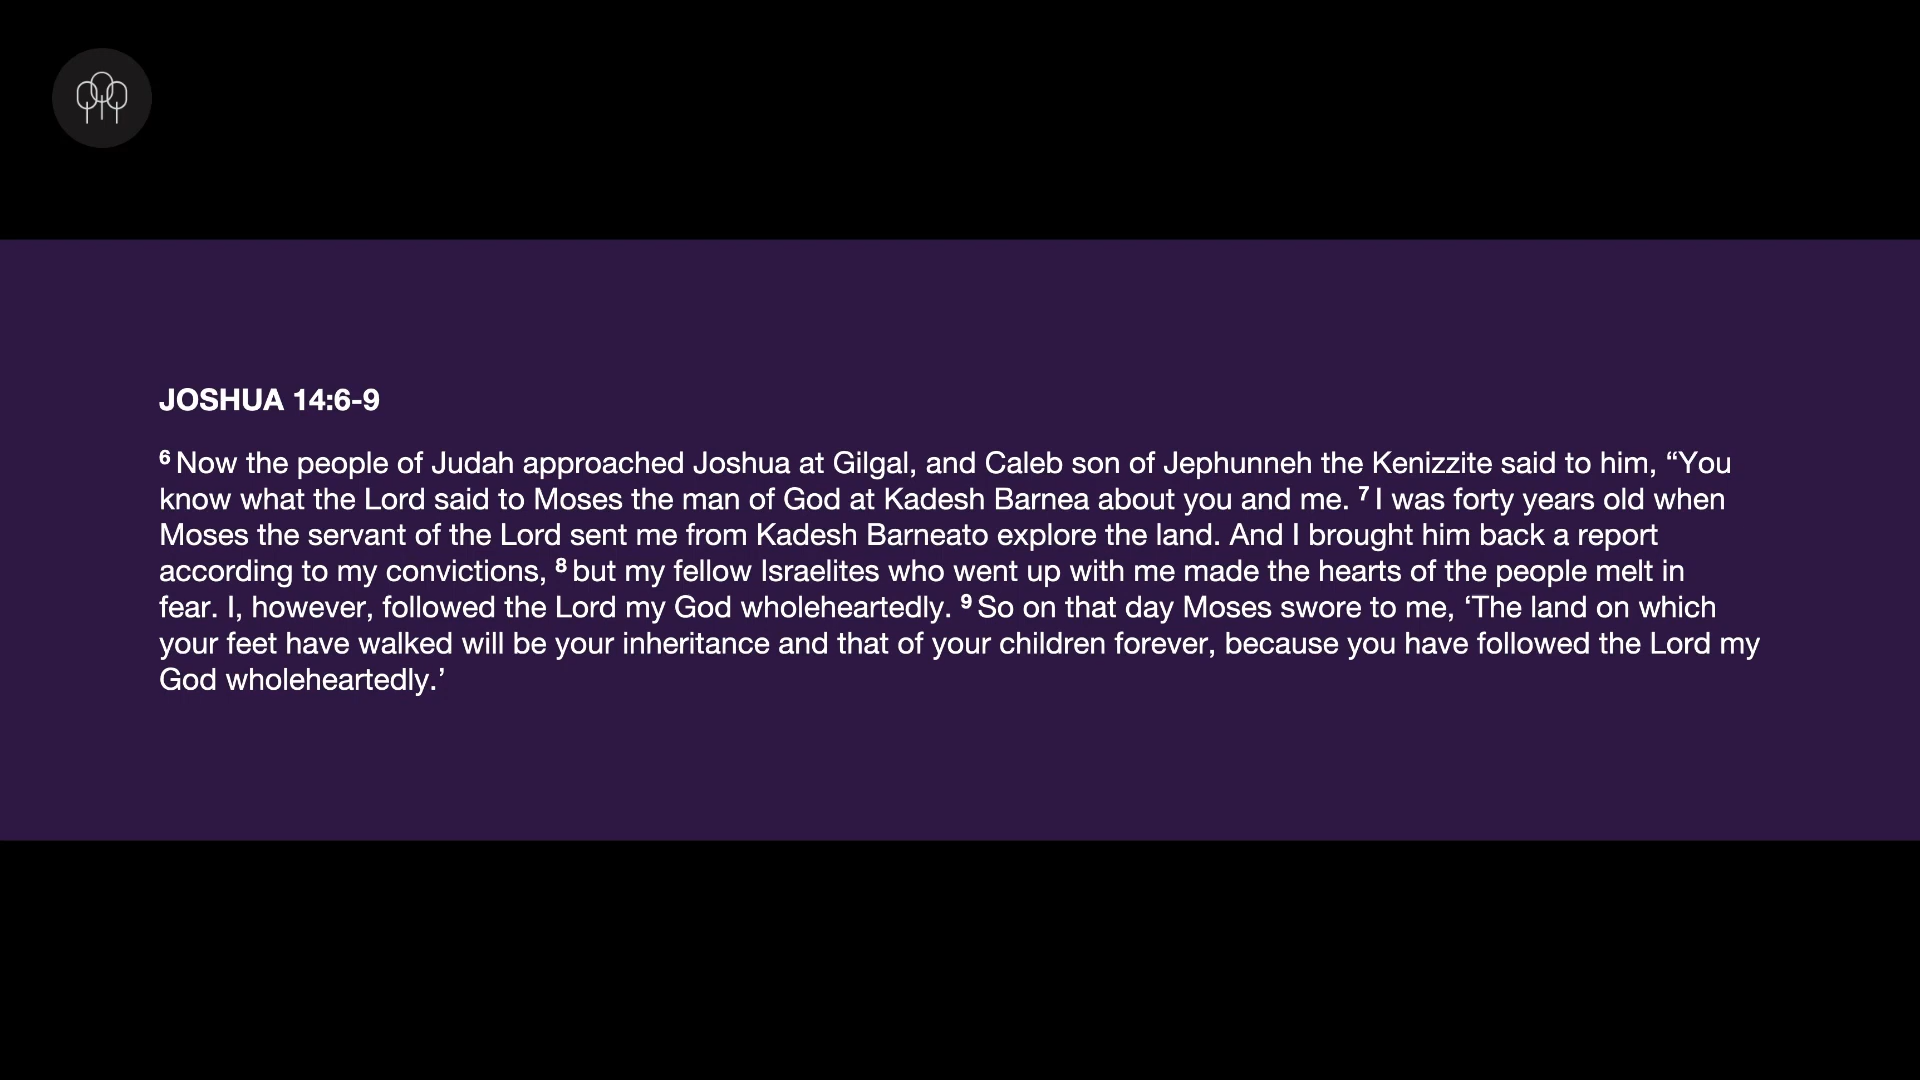 JOSHUA 14:6-9
6 Now the people of Judah approached Joshua at Gilgal, and Caleb son of Jephunneh the Kenizzite said to him, “You
know what the Lord said to Moses the man of God at Kadesh Barnea about you and me. 7 I was forty years old when
Moses the servant of the Lord sent me from Kadesh Barneato explore the land. And I brought him back a report
according to my convictions, 8 but my fellow Israelites who went up with me made the hearts of the people melt in
fear. I, however, followed the Lord my God wholeheartedly. 9 So on that day Moses swore to me, ‘The land on which
your feet have walked will be your inheritance and that of your children forever, because you have followed the Lord my
God wholeheartedly.’